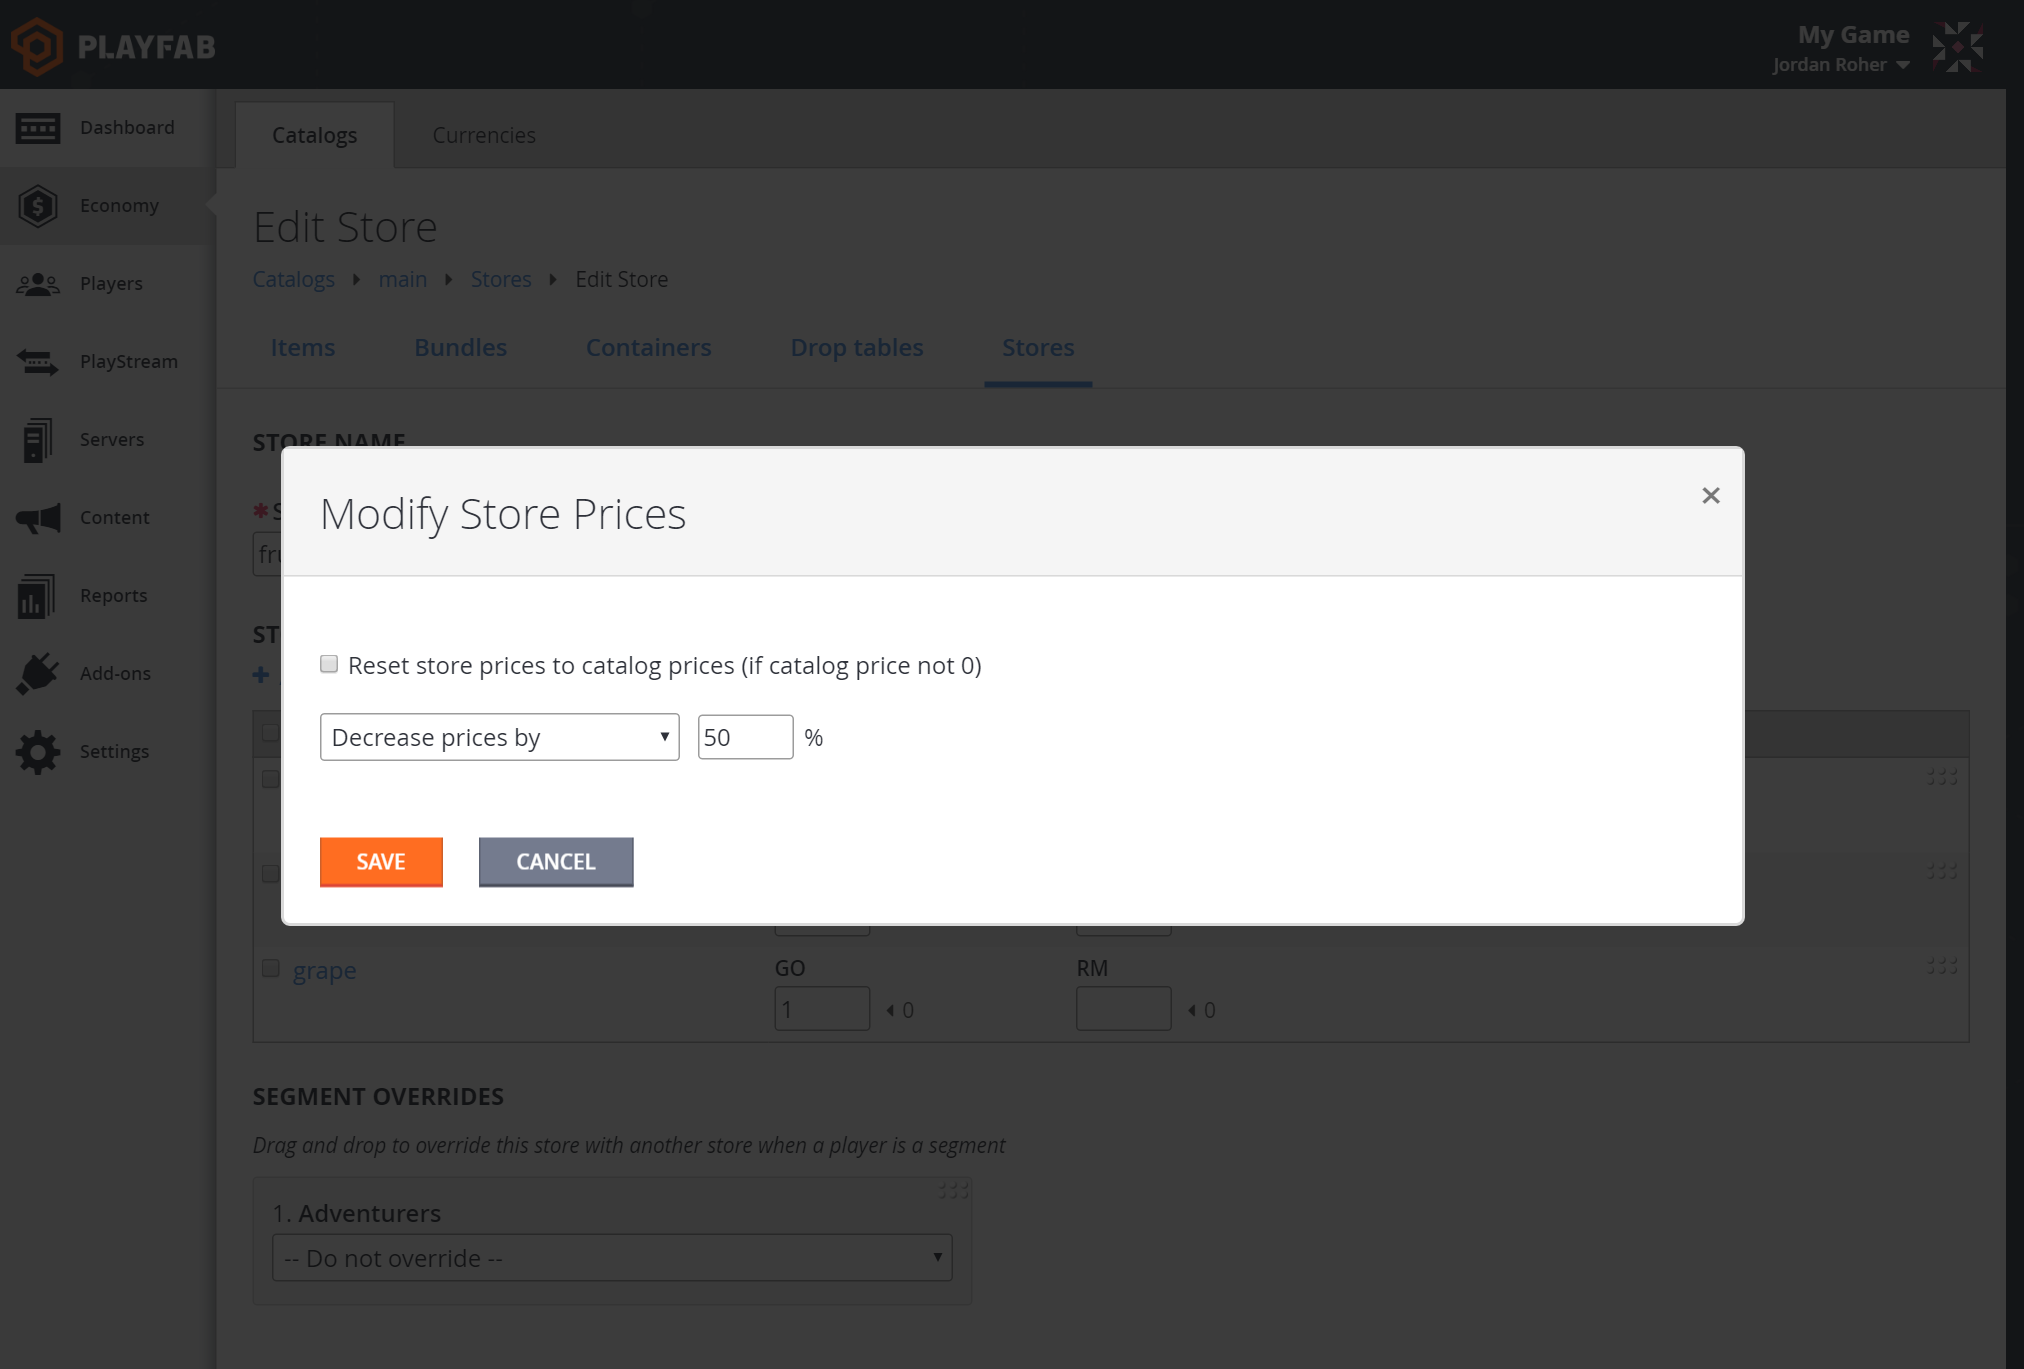 PLAYFAB
My Game
Jordan Roher
Dashboard
Economy
Players
PlayStream
Servers
Content
Reports
Add-ons
Settings
Catalogs
Currencies
Edit Store
Catalogs main Stores Edit Store
Items Bundles Containers Drop tables Stores
STORE NAME
Modify Store Prices
Reset store prices to catalog prices (if catalog price not 0)
Decrease prices by 50 %
SAVE CANCEL
grape
GO
1 0
RM
0
SEGMENT OVERRIDES
Drag and drop to override this store with another store when a player is a segment
1. Adventurers
-- Do not override --